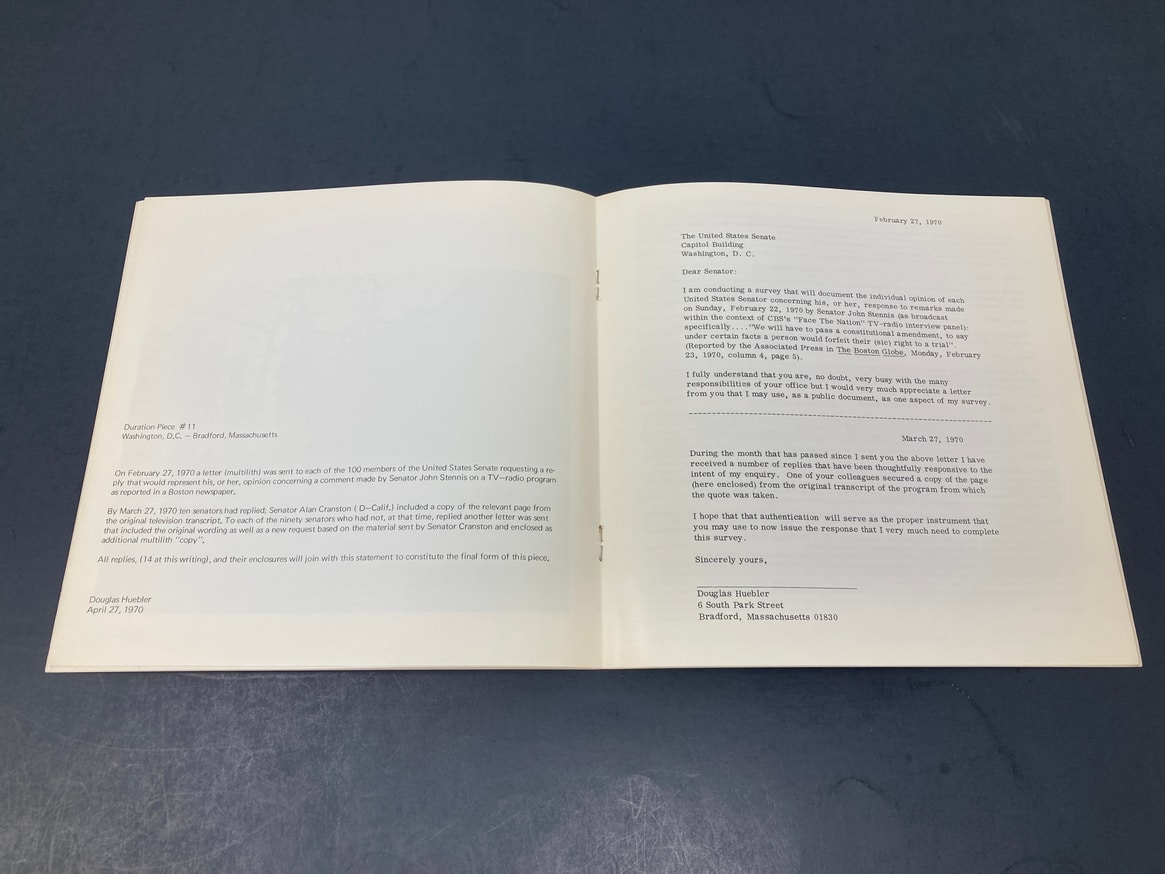 Duration Piece #11
Washington, D.C. — Bradford, Massachusetts
On February 27, 1970 a letter (multilith) was sent to each of the 100 members of the United States Senate requesting a re-
ply that would represent his, or her, opinion concerning a comment made by Senator John Stennis on a TV—radio program
as reported in a Boston newspaper.
By March 27, 1970 ten senators had replied; Senator Alan Cranston ( D—Calif.) included a copy of the relevant page from
the original television transcript. To each of the ninety senators who had not, at that time, replied another letter was sent
that included the original wording as well as a new request based on the material sent by Senator Cranston and enclosed as
additional multilith "copy".
All replies, (14 at this writing), and their enclosures will join with this statement to constitute the final form of this piece.
Douglas Huebler
April 27, 1970
February 27, 1970
The United States Senate
Capitol Building
Washington, D. C.
Dear Senator:
I am conducting a survey that will document the individual opinion of each
United States Senator concerning his, or her, response to remarks made
on Sunday, February 22, 1970 by Senator John Stennis (as broadcast
within the context of CBS's "Face The Nation" TV-radio interview panel):
specifically...."We will have to pass a constitutional amendment, to say
under certain facts a person would forfeit their (sic) right to a trial".
(Reported by the Associated Press in The Boston Globe, Monday, February
23, 1970, column 4, page 5).
I fully understand that you are, no doubt, very busy with the many
responsibilities of your office but I would very much appreciate a letter
from you that I may use, as a public document, as one aspect of my survey.
March 27, 1970
During the month that has passed since I sent you the above letter I have
received a number of replies that have been thoughtfully responsive to the
intent of my enquiry. One of your colleagues secured a copy of the page
(here enclosed) from the original transcript of the program from which
the quote was taken.
I hope that that authentication will serve as the proper instrument that
you may use to now issue the response that I very much need to complete
this survey.
Sincerely yours,
Douglas Huebler
6 South Park Street
Bradford, Massachusetts 01830